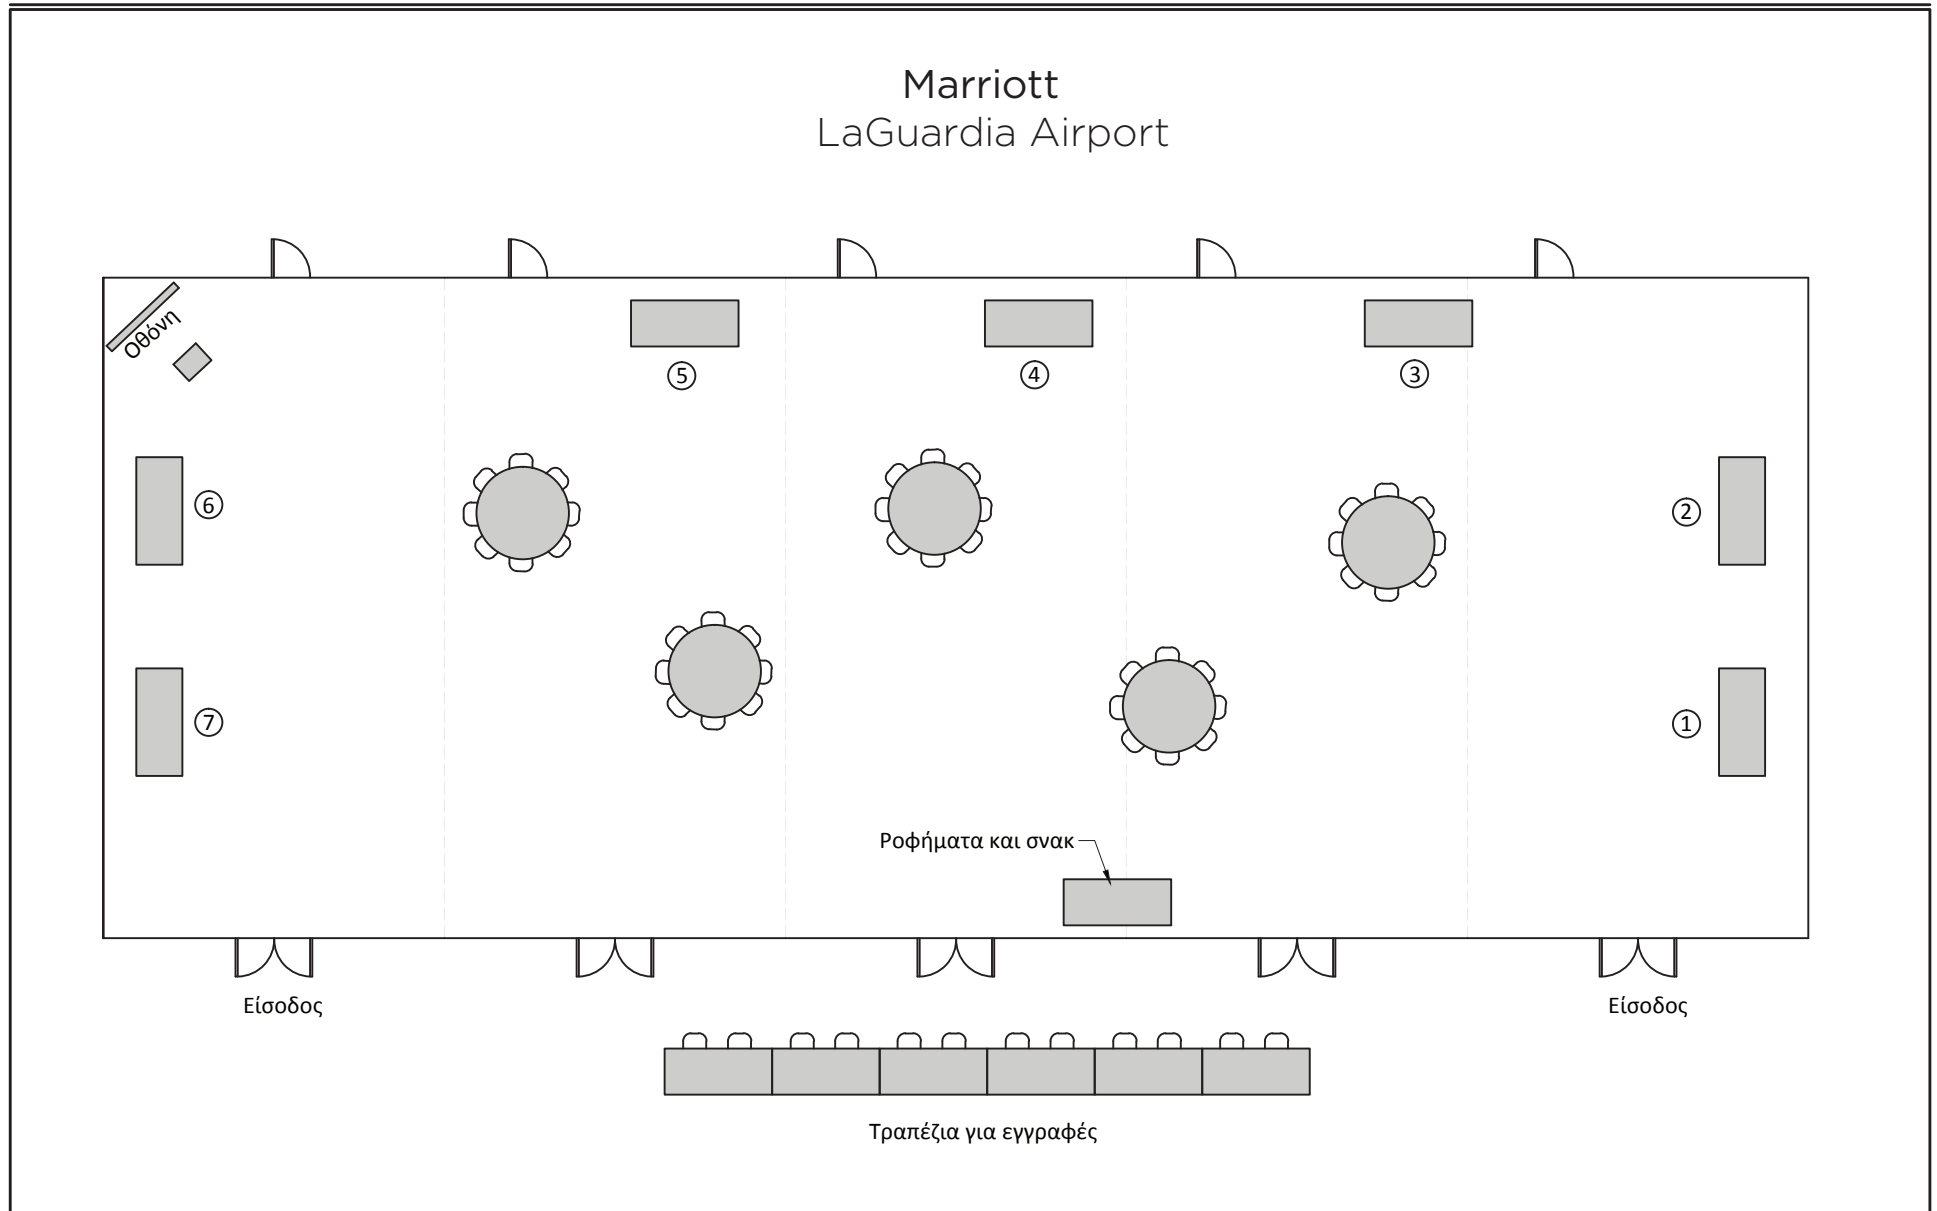 Marriott
LaGuardia Airport
Οθόνη
⑤
④
③
⑥
②
⑦
①
Ροφήματα και σνακ
Είσοδος
Είσοδος
Τραπέζια για εγγραφές